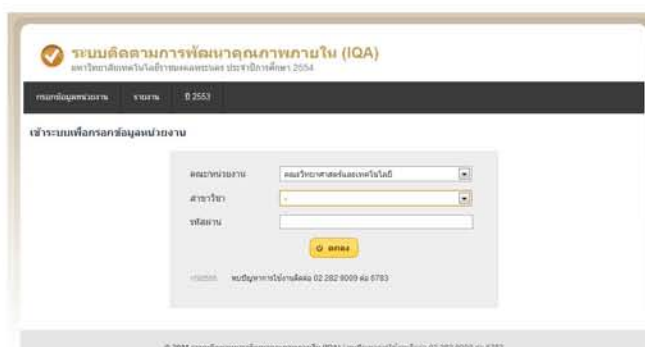 ระบบติดตามการพัฒนาคุณภาพภายใน (IQA)
มหาวิทยาลัยเทคโนโลยีราชมงคลพระนคร ประจำปีการศึกษา 2554
กรอกข้อมูลหน่วยงาน รายงาน ปี 2553
เข้าระบบเพื่อกรอกข้อมูลหน่วยงาน
คณะ/หน่วยงาน คณะวิทยาศาสตร์และเทคโนโลยี
สาขาวิชา -
รหัสผ่าน
ตกลง
พบปัญหาการใช้งานติดต่อ 02 282 9009 ต่อ 6783